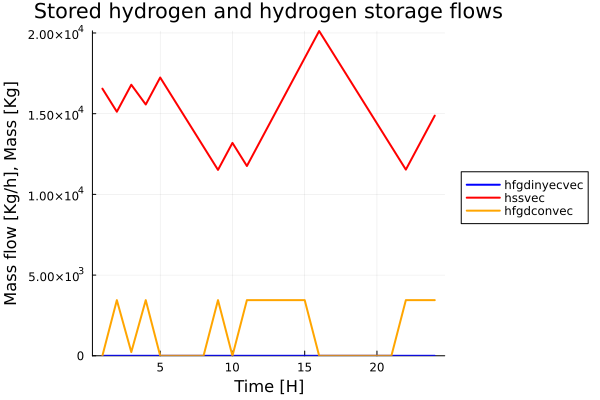 Stored hydrogen and hydrogen storage flows
Mass flow [Kg/h], Mass [Kg]
2.00×10⁴
1.50×10⁴
1.00×10⁴
5.00×10³
0
5 10 15 20
Time [H]
hfgdinyecvec
hssvec
hfgdconvec